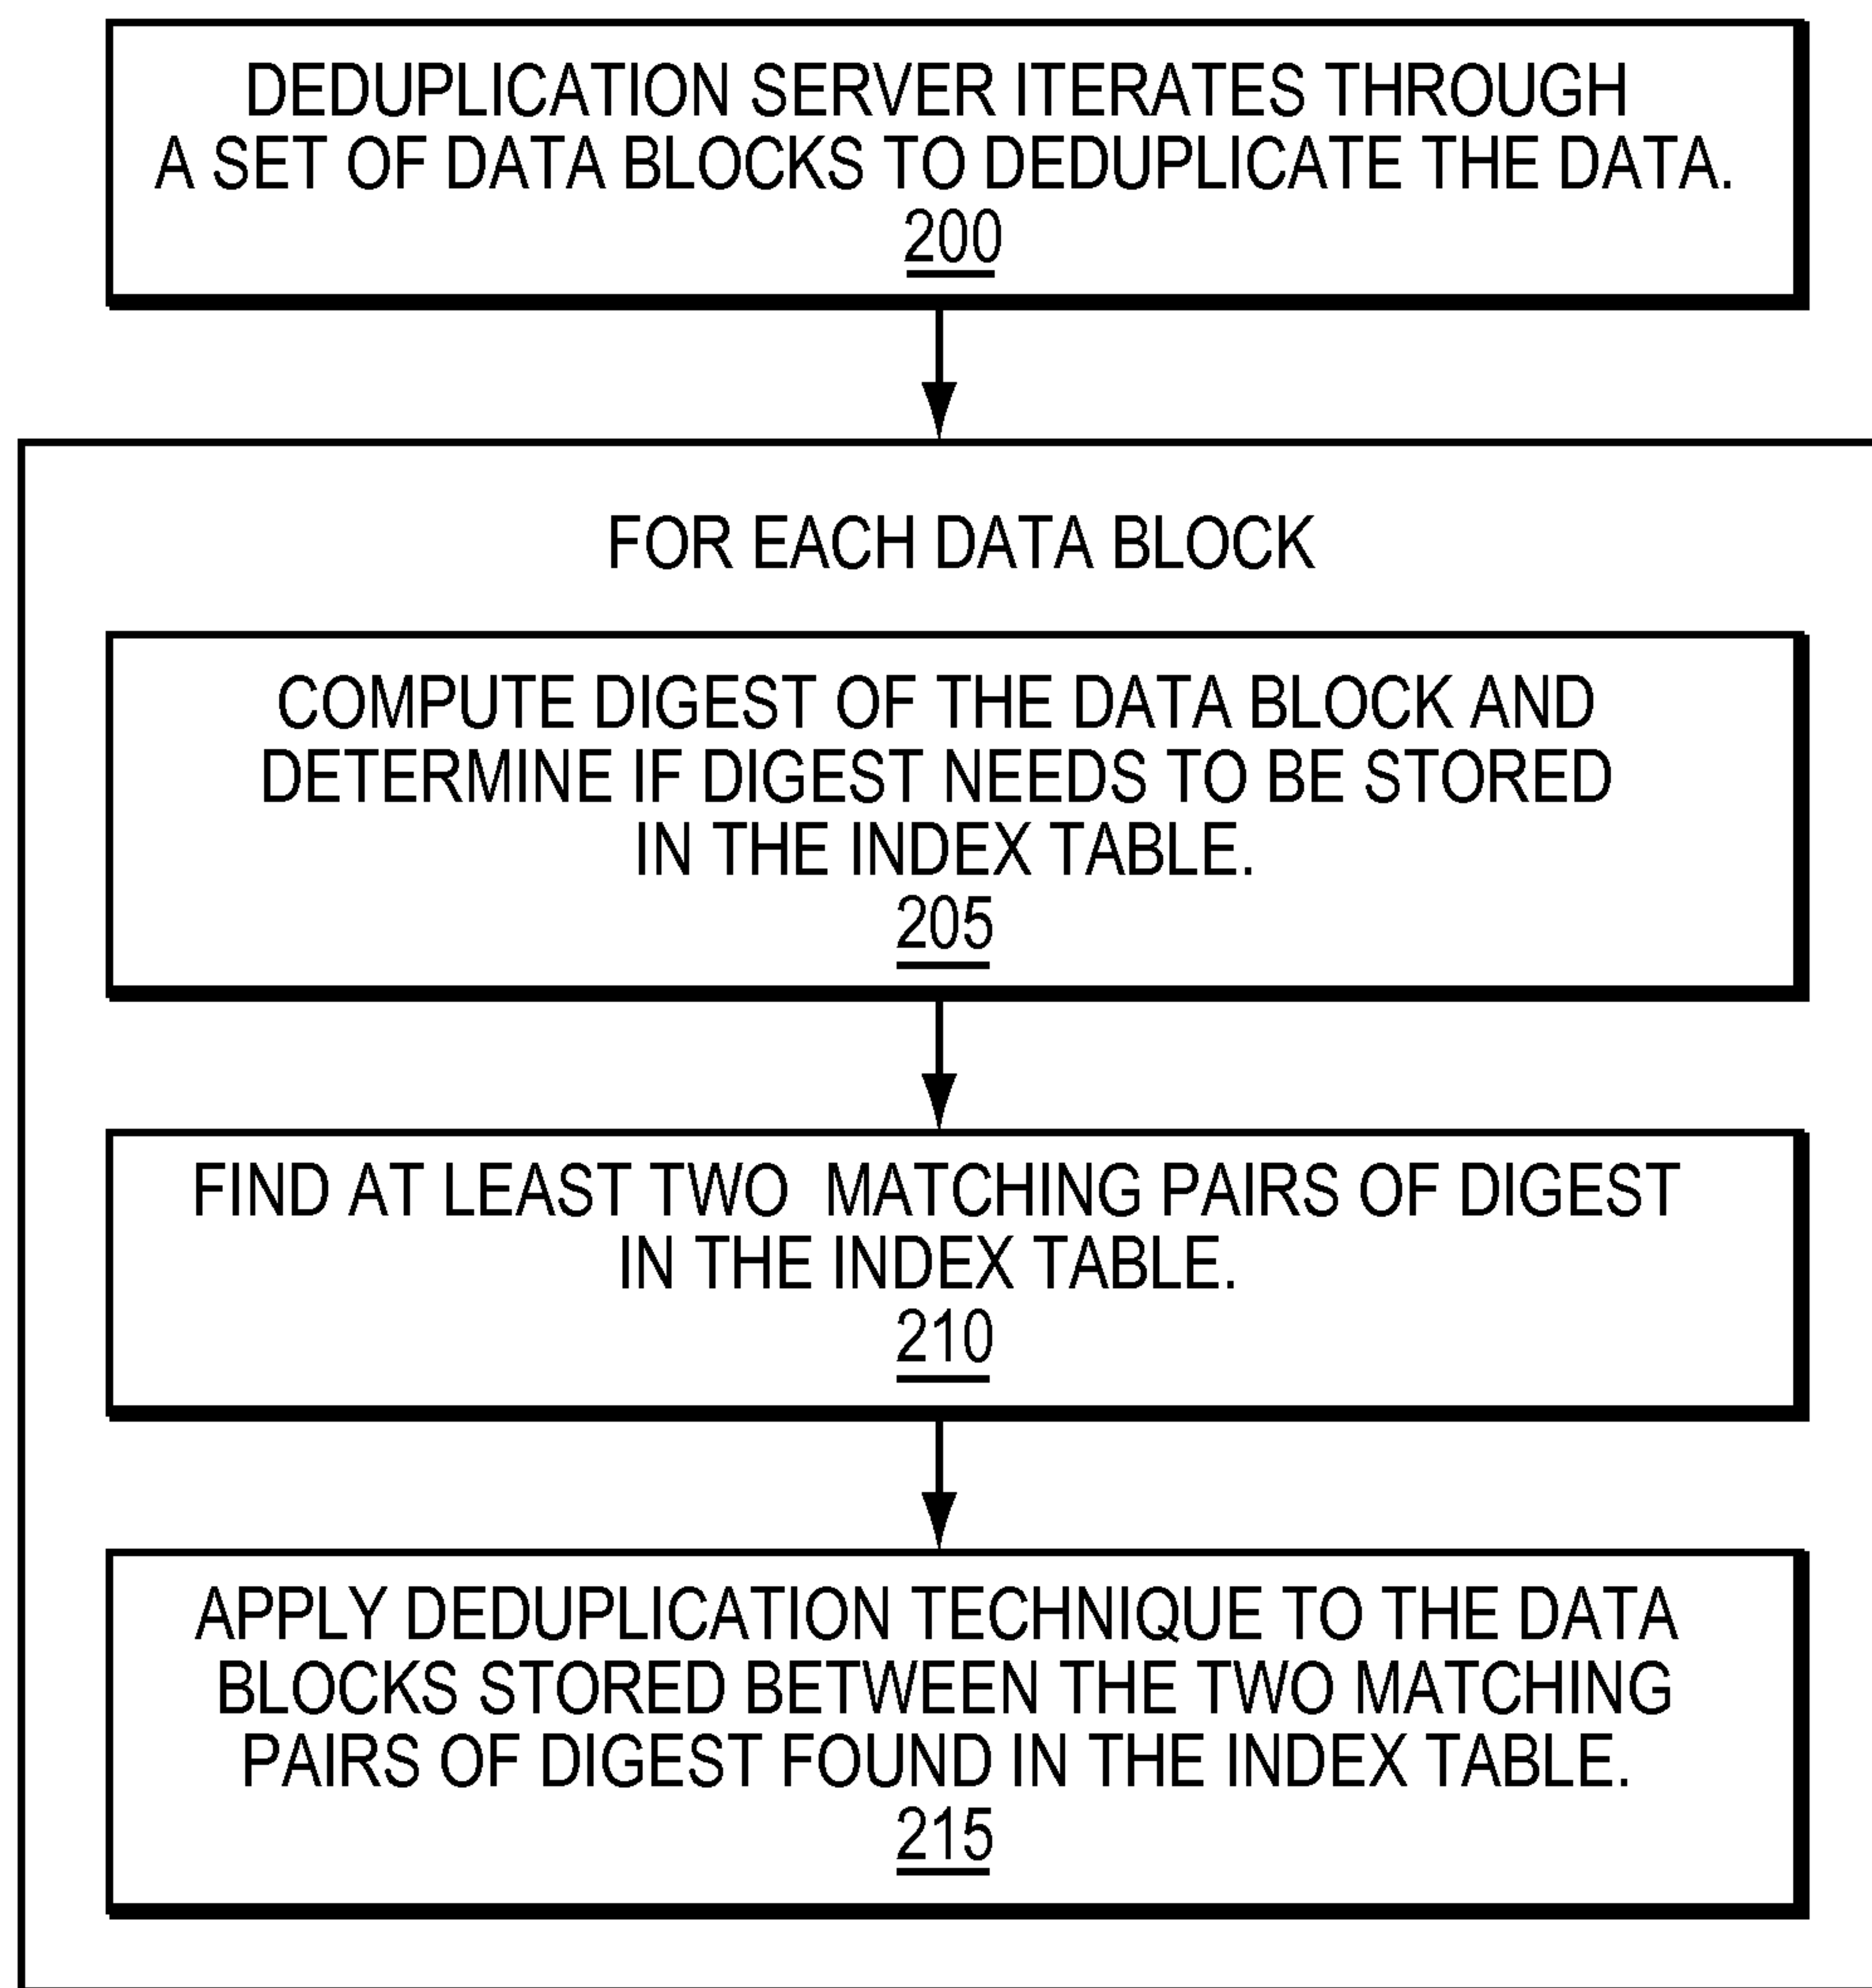 DEDUPLICATION SERVER ITERATES THROUGH
A SET OF DATA BLOCKS TO DEDUPLICATE THE DATA.
200
FOR EACH DATA BLOCK
COMPUTE DIGEST OF THE DATA BLOCK AND
DETERMINE IF DIGEST NEEDS TO BE STORED
IN THE INDEX TABLE.
205
FIND AT LEAST TWO MATCHING PAIRS OF DIGEST
IN THE INDEX TABLE.
210
APPLY DEDUPLICATION TECHNIQUE TO THE DATA
BLOCKS STORED BETWEEN THE TWO MATCHING
PAIRS OF DIGEST FOUND IN THE INDEX TABLE.
215